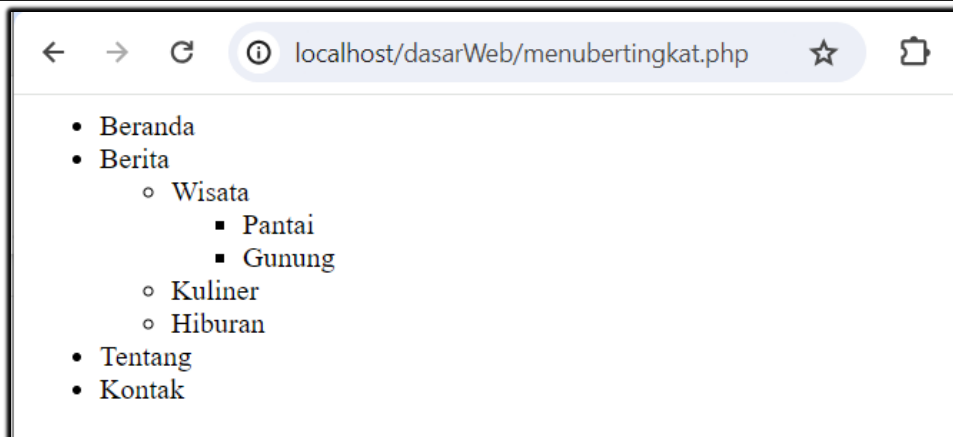 localhost/dasarWeb/menubertingkat.php
Beranda
Berita
Wisata
Pantai
Gunung
Kuliner
Hiburan
Tentang
Kontak